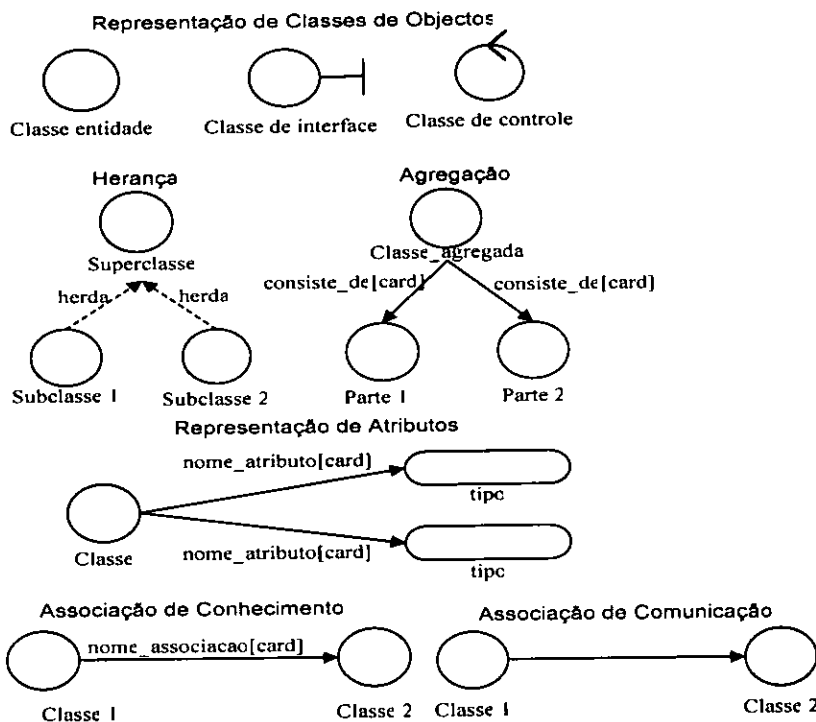 Representação de Classes de Objectos
Classe entidade
Classe de interface
Classe de controle
Herança
Agregação
Superclasse
Classe_agregada
herda
herda
consiste_de[card]
consiste_de[card]
Subclasse 1
Subclasse 2
Parte 1
Parte 2
Representação de Atributos
nome_atributo[card]
tipo
Classe
nome_atributo[card]
tipo
Associação de Conhecimento
Associação de Comunicação
nome_associacao[card]
Classe 1
Classe 2
Classe 1
Classe 2